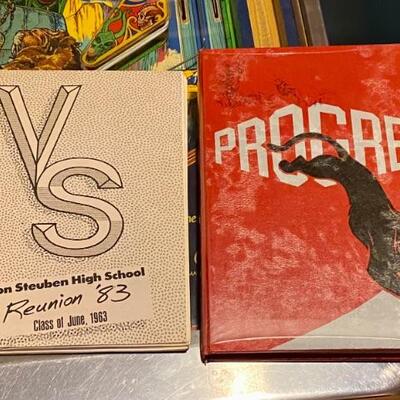 VS
on Steuben High School
Reunion '83
Class of June, 1963
PROGRE